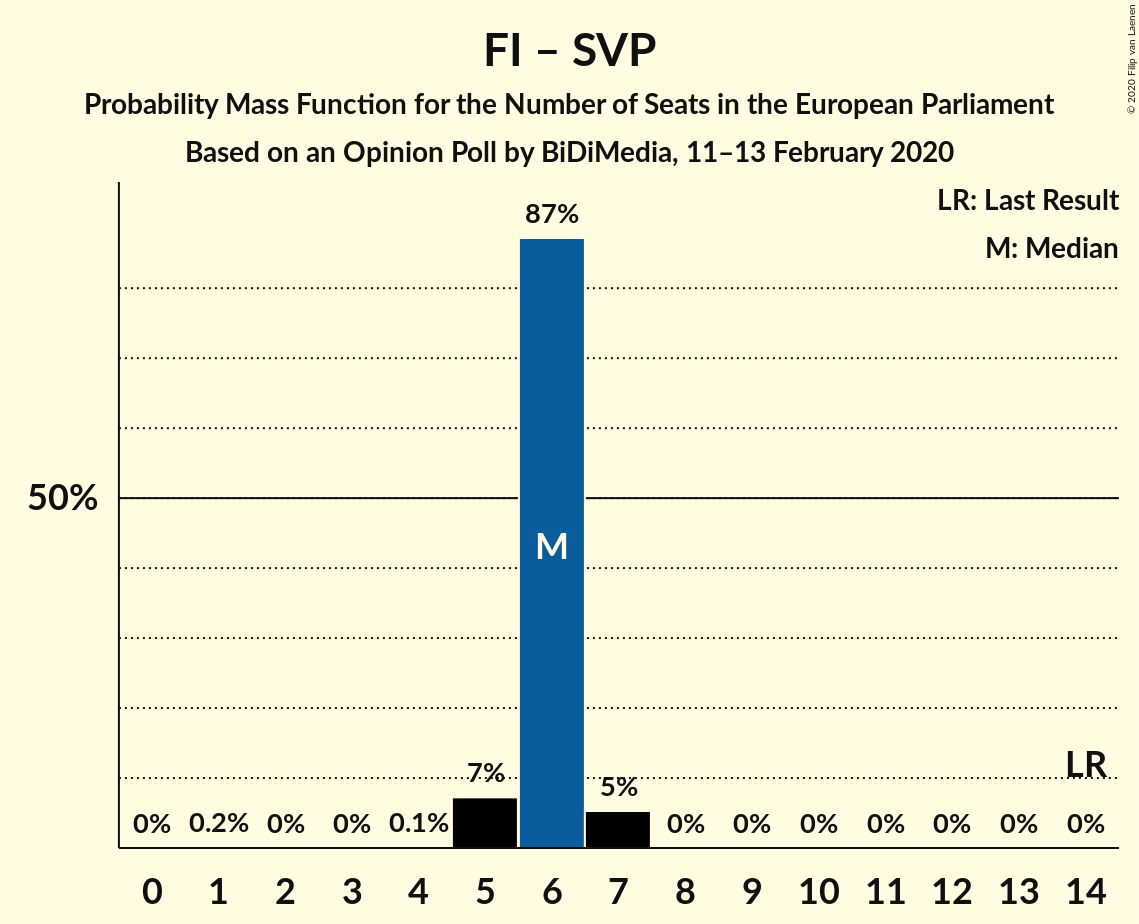 FI – SVP
Probability Mass Function for the Number of Seats in the European Parliament
Based on an Opinion Poll by BiDiMedia, 11–13 February 2020
© 2020 Filip van Laenen
LR: Last Result
M: Median
87%
50%
M
LR
7%
5%
0% 0.2% 0% 0% 0.1% 0% 0% 0% 0% 0% 0% 0%
0 1 2 3 4 5 6 7 8 9 10 11 12 13 14